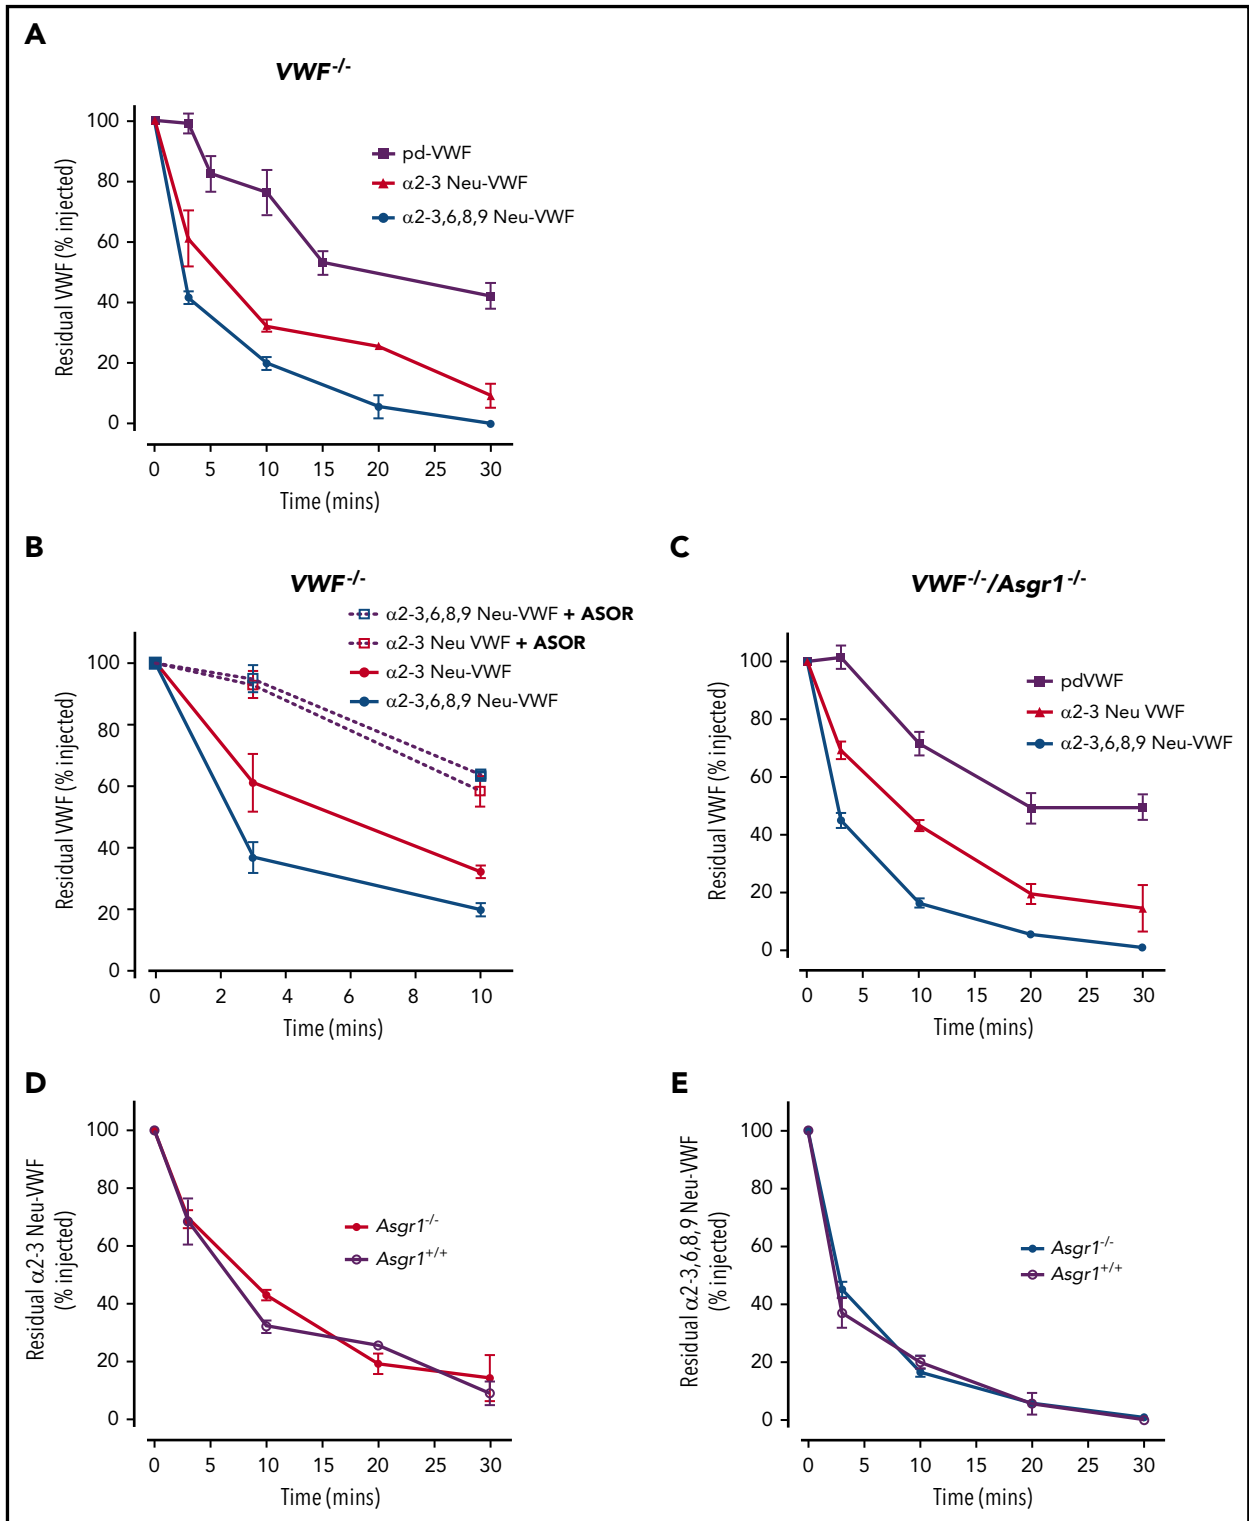 A
VWF-/-
100
80
60
40
20
0
Residual VWF (% injected)
pd-VWF
α2-3 Neu-VWF
α2-3,6,8,9 Neu-VWF
0 5 10 15 20 25 30
Time (mins)
B
VWF-/-
α2-3,6,8,9 Neu-VWF + ASOR
α2-3 Neu VWF + ASOR
α2-3 Neu-VWF
α2-3,6,8,9 Neu-VWF
100
80
60
40
20
0
Residual VWF (% injected)
0 2 4 6 8 10
Time (mins)
C
VWF-/-/Asgr1-/-
100
80
60
40
20
0
Residual VWF (% injected)
pdVWF
α2-3 Neu VWF
α2-3,6,8,9 Neu-VWF
0 5 10 15 20 25 30
Time (mins)
D
100
80
60
40
20
0
Residual α2-3 Neu-VWF
(% injected)
Asgr1-/-
Asgr1+/+
0 5 10 15 20 25 30
Time (mins)
E
100
80
60
40
20
0
Residual α2-3,6,8,9 Neu-VWF
(% injected)
Asgr1-/-
Asgr1+/+
0 5 10 15 20 25 30
Time (mins)